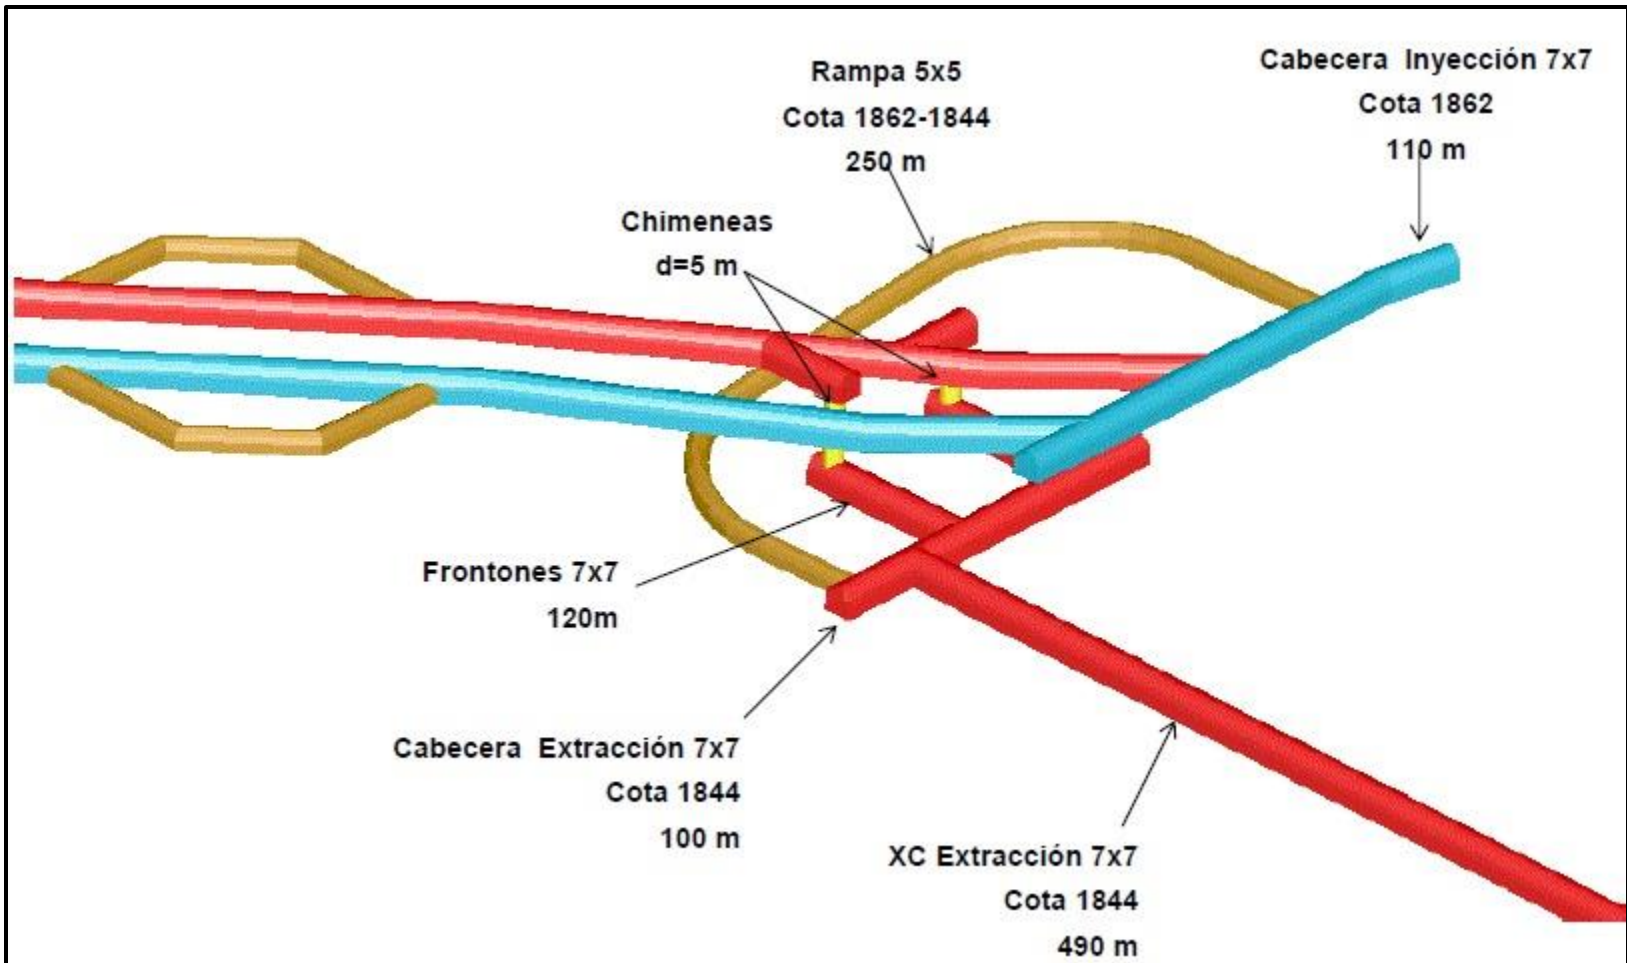 Rampa 5x5
Cota 1862-1844
250 m
Cabecera Inyección 7x7
Cota 1862
110 m
Chimeneas
d=5 m
Frontones 7x7
120m
Cabecera Extracción 7x7
Cota 1844
100 m
XC Extracción 7x7
Cota 1844
490 m